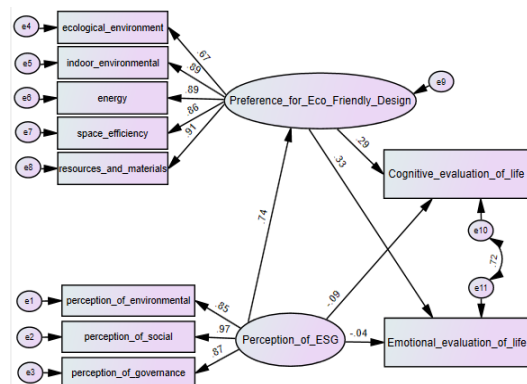 e4
ecological_environment
e5
indoor_environmental
e6
energy
e7
space_efficiency
e8
resources_and_materials
.67
.89
.89
.86
.91
Preference_for_Eco_Friendly_Design
e9
.29
.33
Cognitive_evaluation_of_life
.74
e10
.72
e11
-.09
e1
perception_of_environmental
e2
perception_of_social
e3
perception_of_governance
.85
.97
.87
Perception_of_ESG
-.04
Emotional_evaluation_of_life